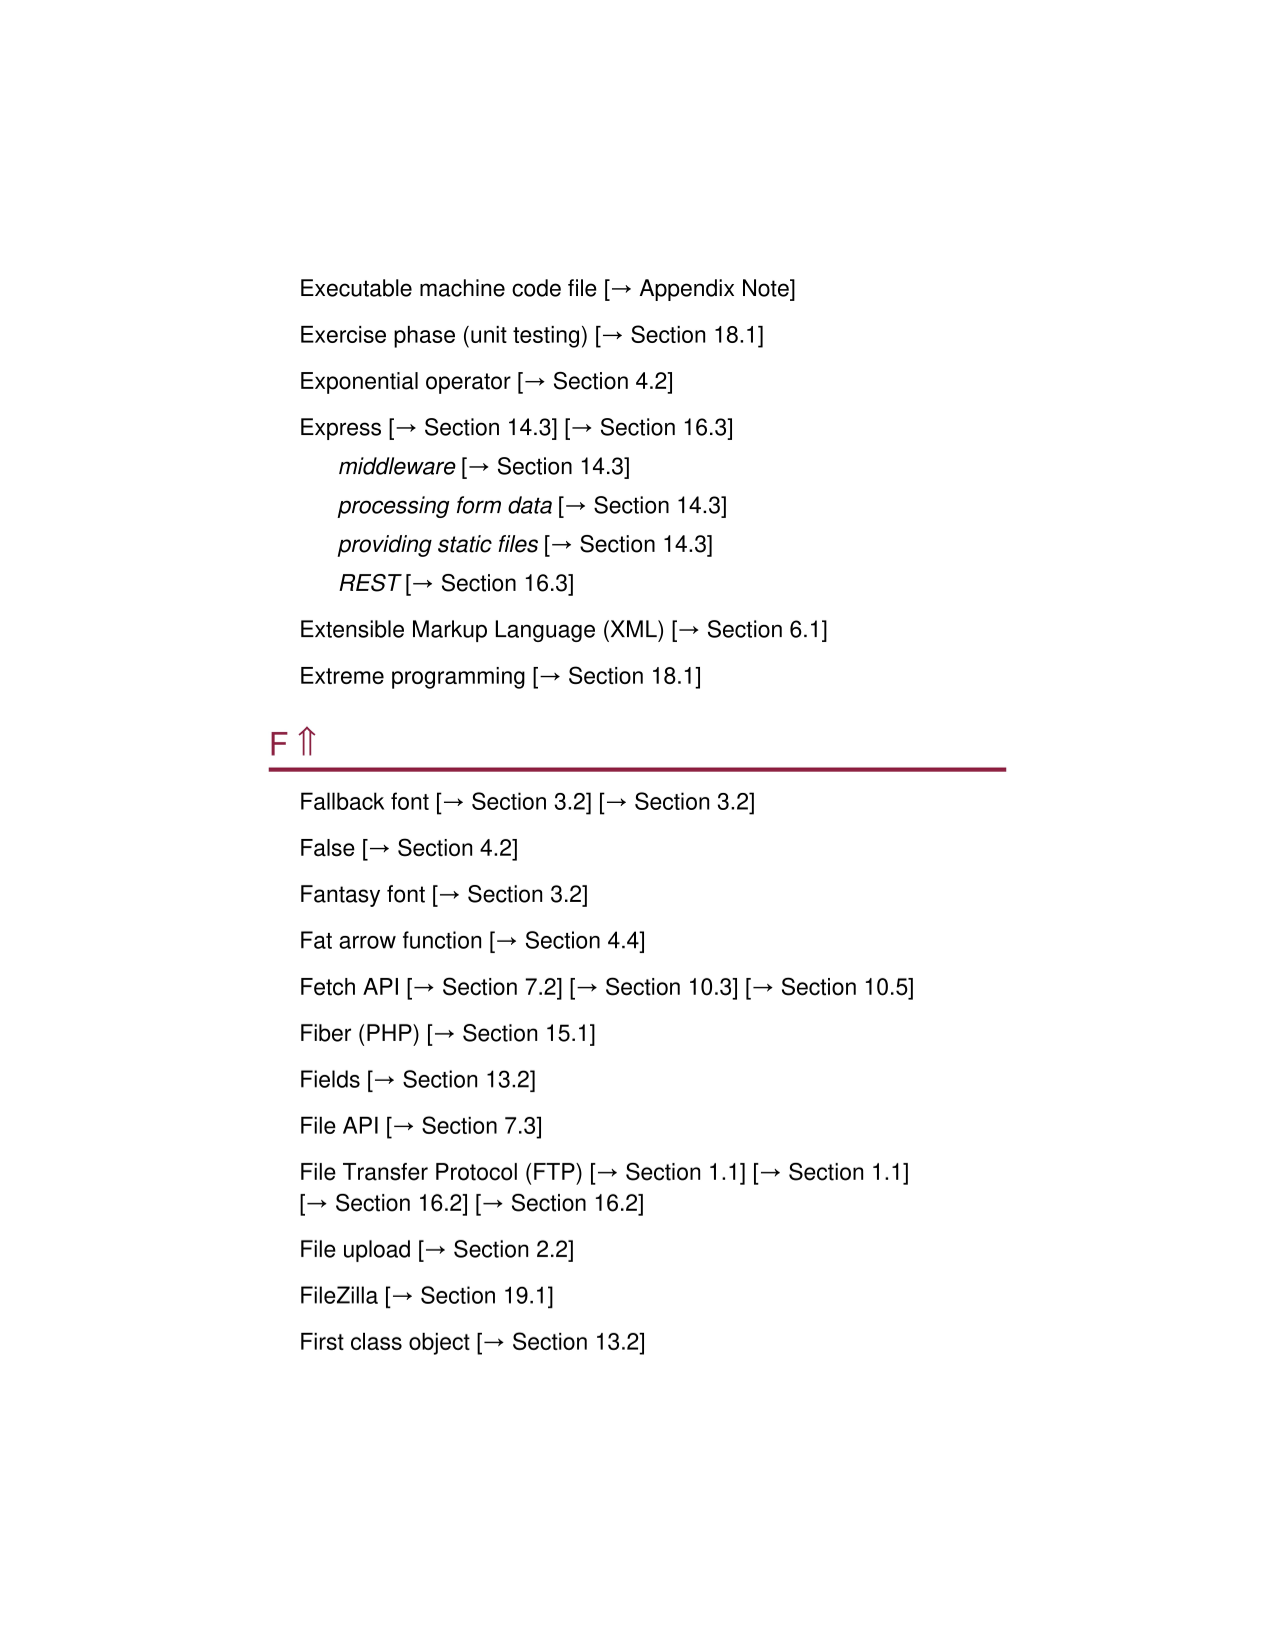 Executable machine code file [→ Appendix Note]
Exercise phase (unit testing) [→ Section 18.1]
Exponential operator [→ Section 4.2]
Express [→ Section 14.3] [→ Section 16.3]
middleware [→ Section 14.3]
processing form data [→ Section 14.3]
providing static files [→ Section 14.3]
REST [→ Section 16.3]
Extensible Markup Language (XML) [→ Section 6.1]
Extreme programming [→ Section 18.1]
F ⇑
Fallback font [→ Section 3.2] [→ Section 3.2]
False [→ Section 4.2]
Fantasy font [→ Section 3.2]
Fat arrow function [→ Section 4.4]
Fetch API [→ Section 7.2] [→ Section 10.3] [→ Section 10.5]
Fiber (PHP) [→ Section 15.1]
Fields [→ Section 13.2]
File API [→ Section 7.3]
File Transfer Protocol (FTP) [→ Section 1.1] [→ Section 1.1]
[→ Section 16.2] [→ Section 16.2]
File upload [→ Section 2.2]
FileZilla [→ Section 19.1]
First class object [→ Section 13.2]